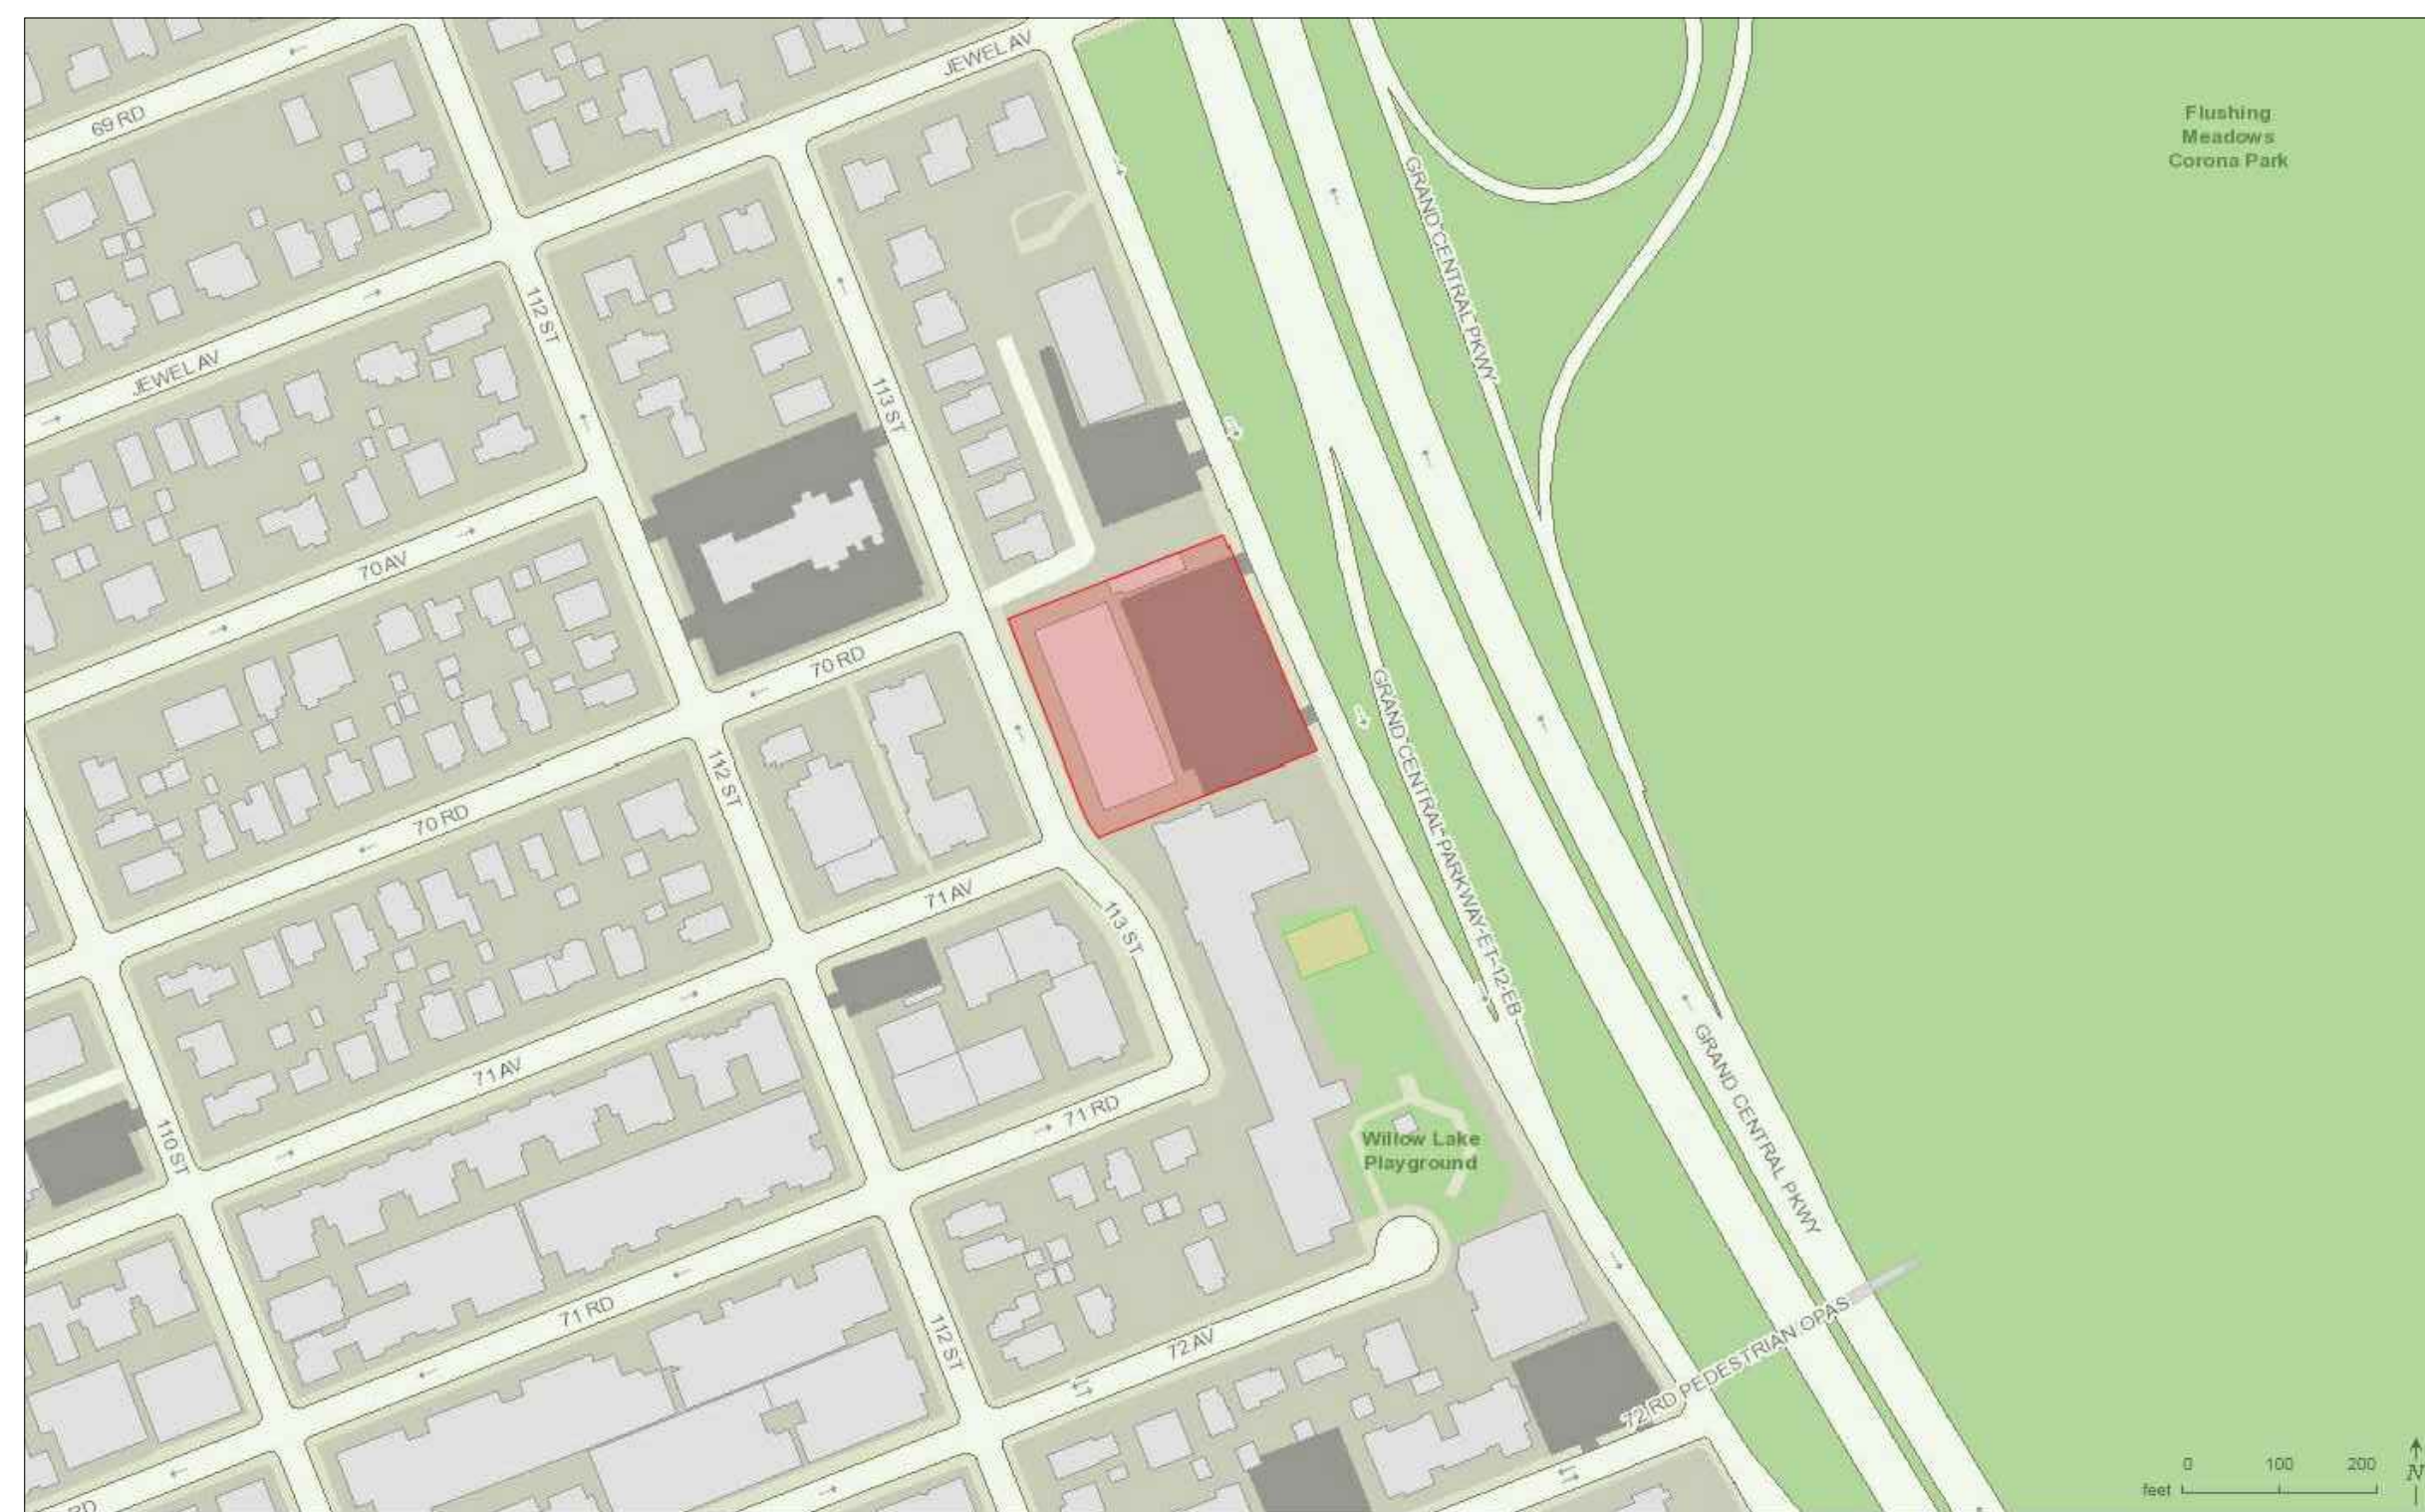 JEWEL AV
69 RD
Flushing
Meadows
Corona Park
GRAND CENTRAL PKWY
112 ST
JEWEL AV
113 ST
70 AV
70 RD
GRAND CENTRAL PARKWAY-ET-12-EB
112 ST
70 RD
71 AV
113 ST
71 AV
GRAND CENTRAL PKWY
71 RD
110 ST
Willow Lake
Playground
71 RD
112 ST
72 AV
72 RD PEDESTRIAN OPAS
0 100 200
feet
N
RD